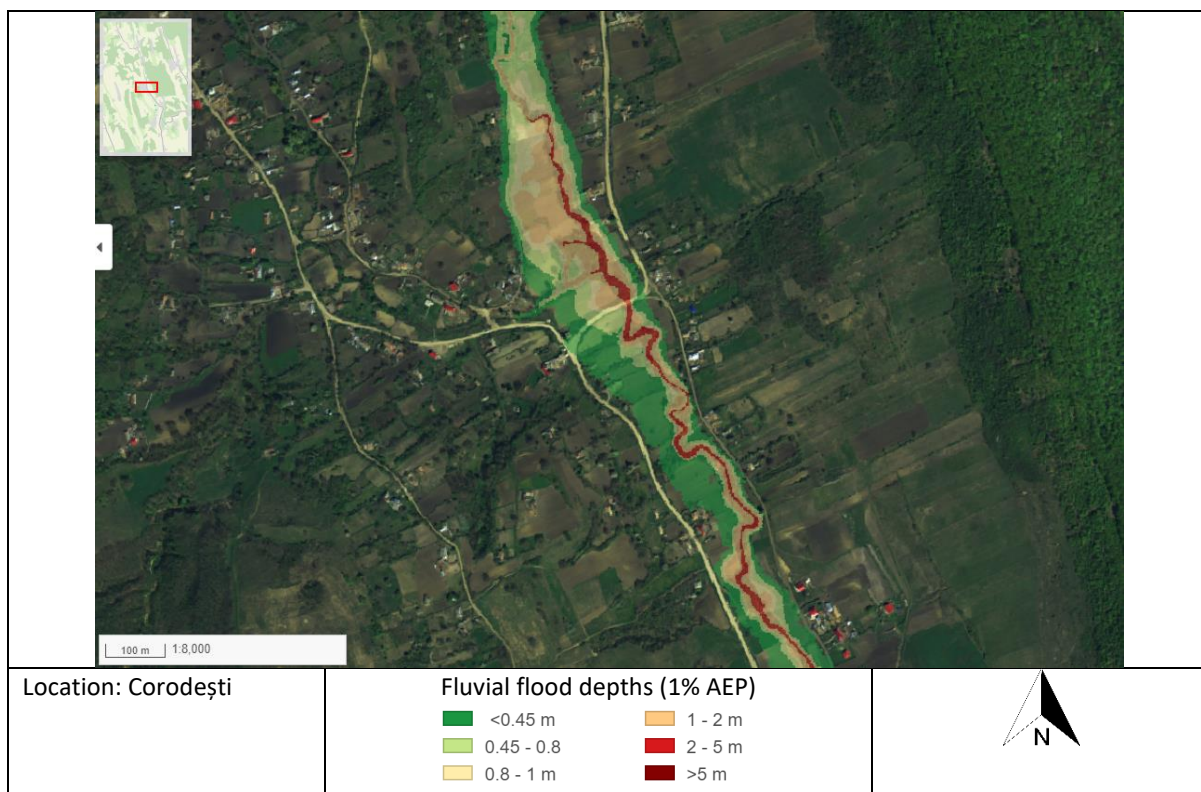 100 m 1:8,000
Location: Corodești
Fluvial flood depths (1% AEP)
<0.45 m
0.45 - 0.8
0.8 - 1 m
1 - 2 m
2 - 5 m
>5 m
N